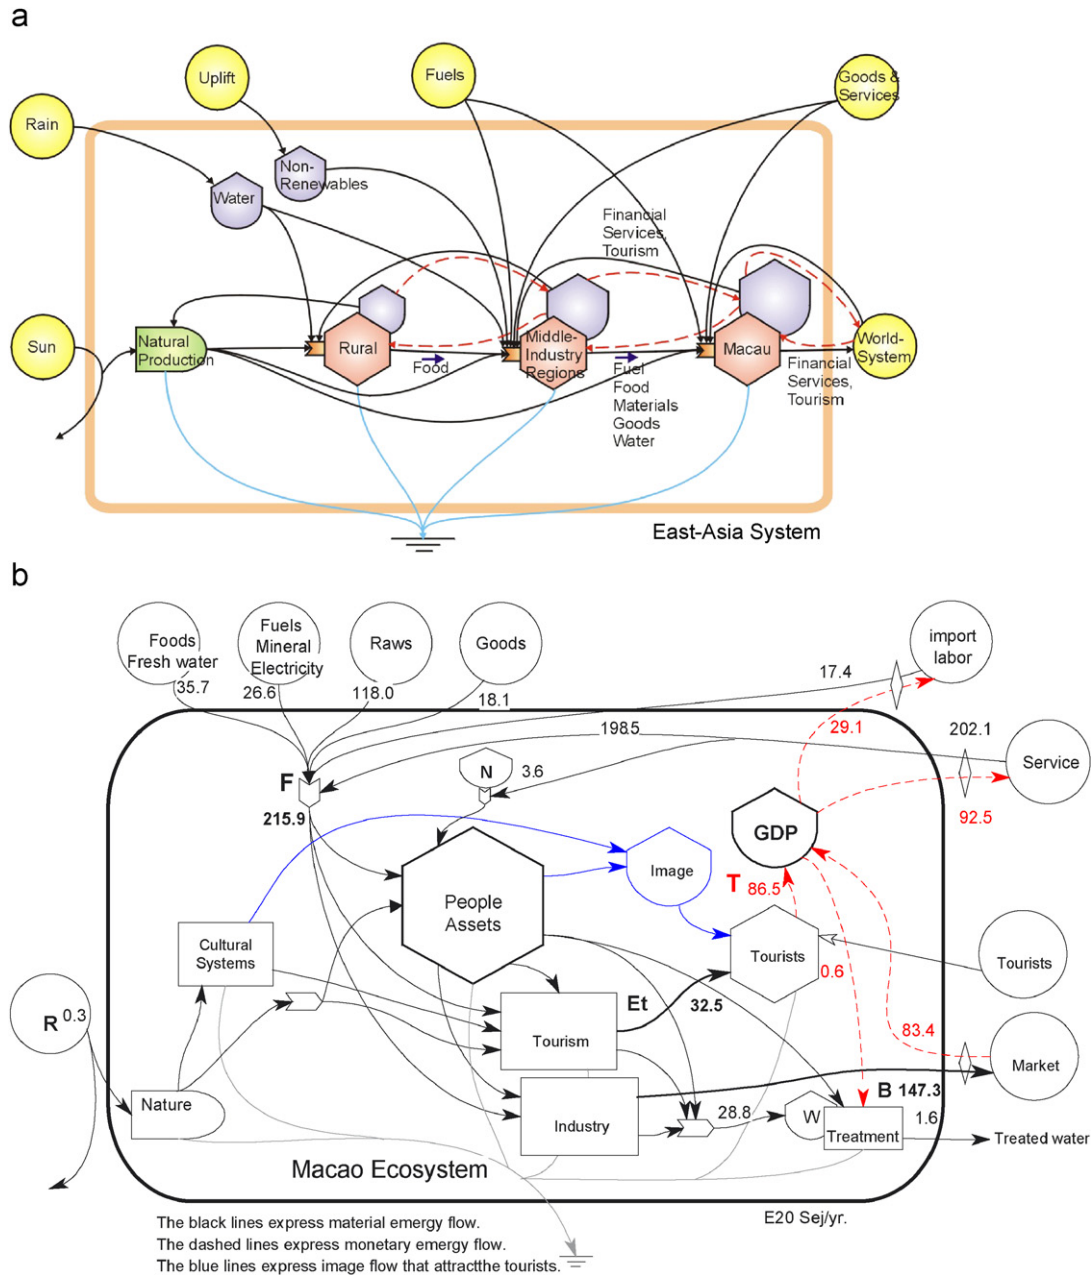 a
Uplift
Fuels
Goods &
Services
Rain
Non-
Renewables
Water
Financial
Services,
Tourism
Sun
Natural
Production
Rural
Food
Middle-
Industry
Regions
Fuel
Food
Materials
Goods
Water
Macau
Financial
Services,
Tourism
World-
System
East-Asia System
b
Foods
Fresh water
Fuels
Mineral
Electricity
Raws
Goods
import
labor
35.7
26.6
118.0
18.1
17.4
29.1
198.5
202.1
Service
92.5
F
215.9
N
3.6
GDP
Image
T 86.5
People
Assets
Cultural
Systems
Tourists
0.6
Tourists
R 0.3
Et
32.5
Tourism
83.4
Market
Nature
Industry
28.8
W
B 147.3
1.6
Treatment
Treated water
Macao Ecosystem
E20 Sej/yr.
The black lines express material emergy flow.
The dashed lines express monetary emergy flow.
The blue lines express image flow that attractthe tourists.